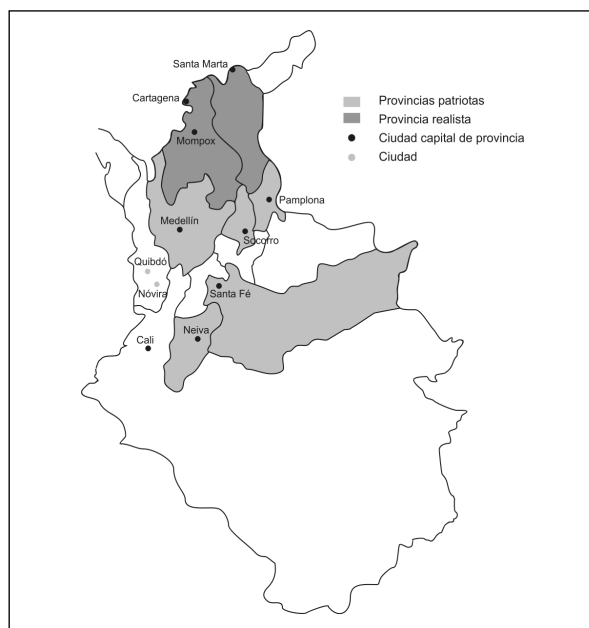 Santa Marta
Cartagena
Mompox
Provincias patriotas
Provincia realista
Ciudad capital de provincia
Ciudad
Pamplona
Medellín
Socorro
Quibdó
Nóvira
Santa Fé
Neiva
Cali